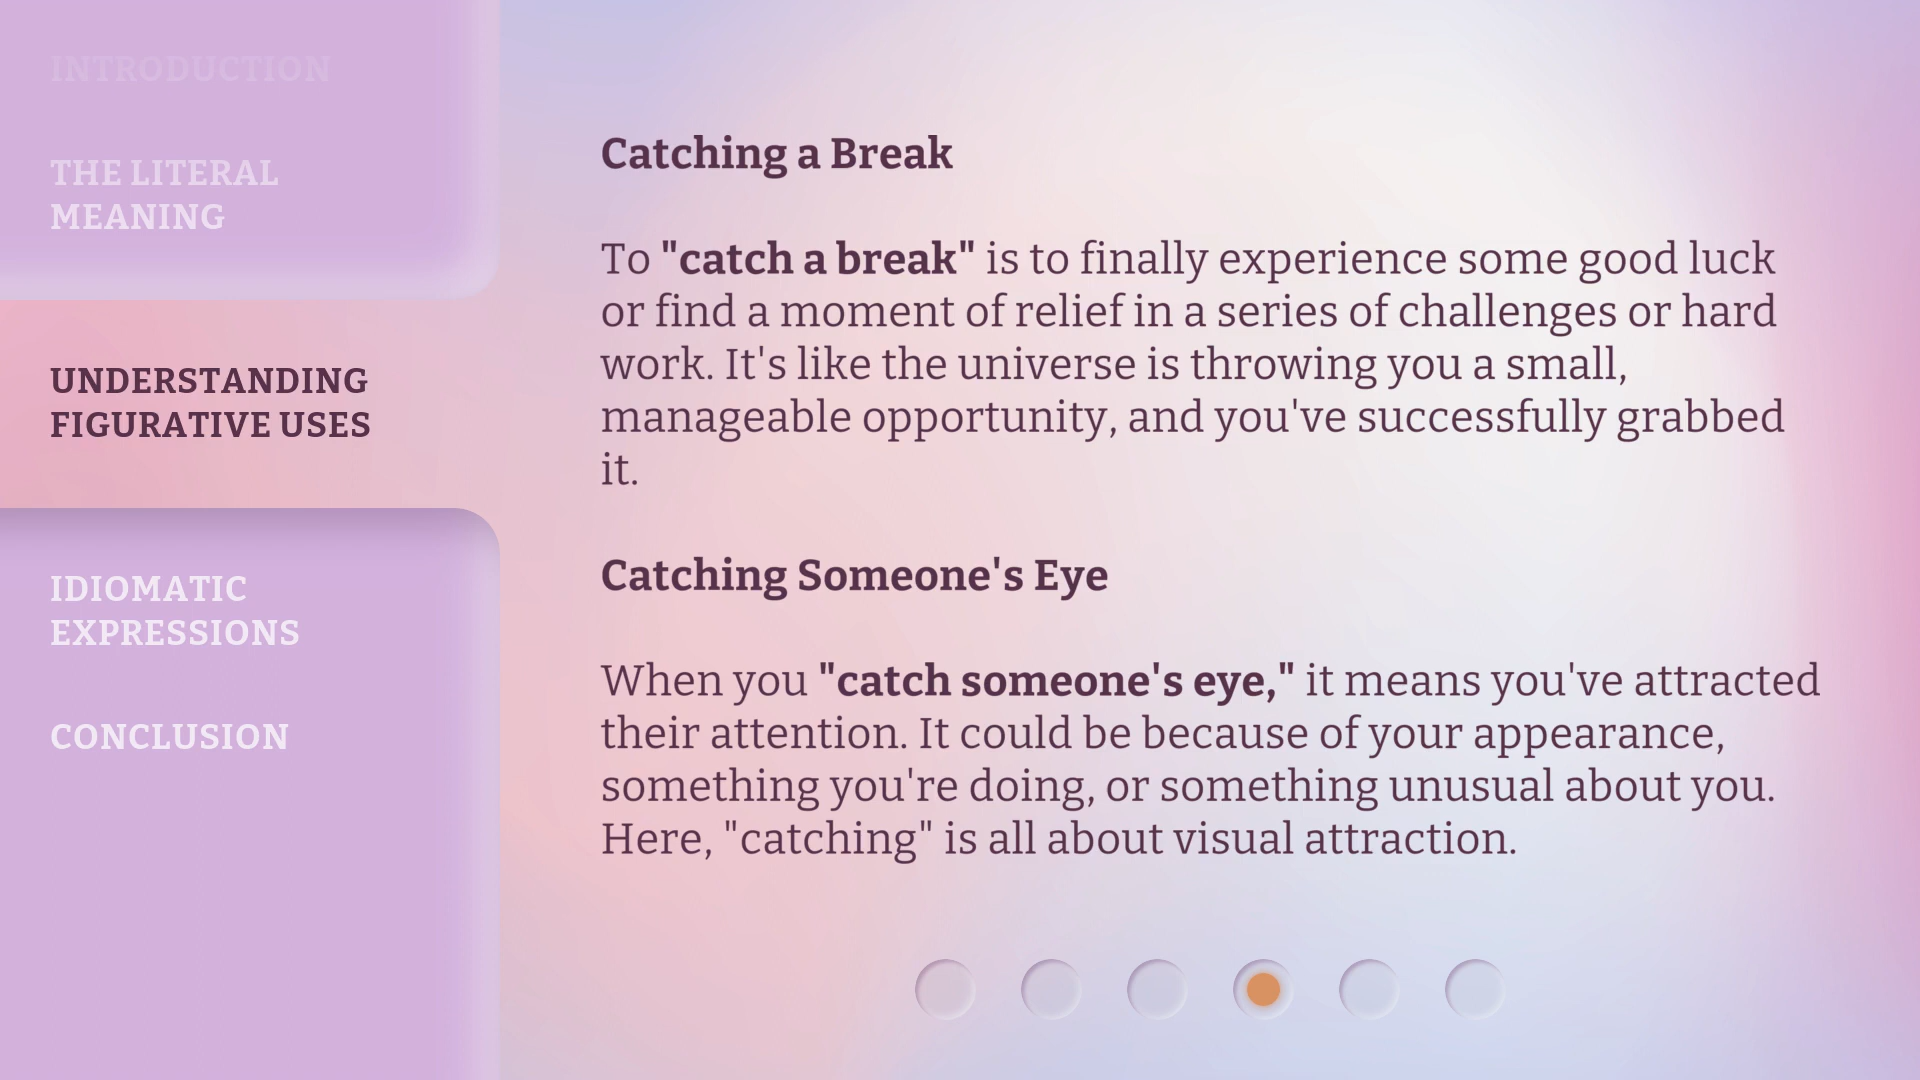 INTRODUCTION
THE LITERAL
MEANING
UNDERSTANDING
FIGURATIVE USES
IDIOMATIC
EXPRESSIONS
CONCLUSION
Catching a Break
To "catch a break" is to finally experience some good luck
or find a moment of relief in a series of challenges or hard
work. It's like the universe is throwing you a small,
manageable opportunity, and you've successfully grabbed
it.
Catching Someone's Eye
When you "catch someone's eye," it means you've attracted
their attention. It could be because of your appearance,
something you're doing, or something unusual about you.
Here, "catching" is all about visual attraction.